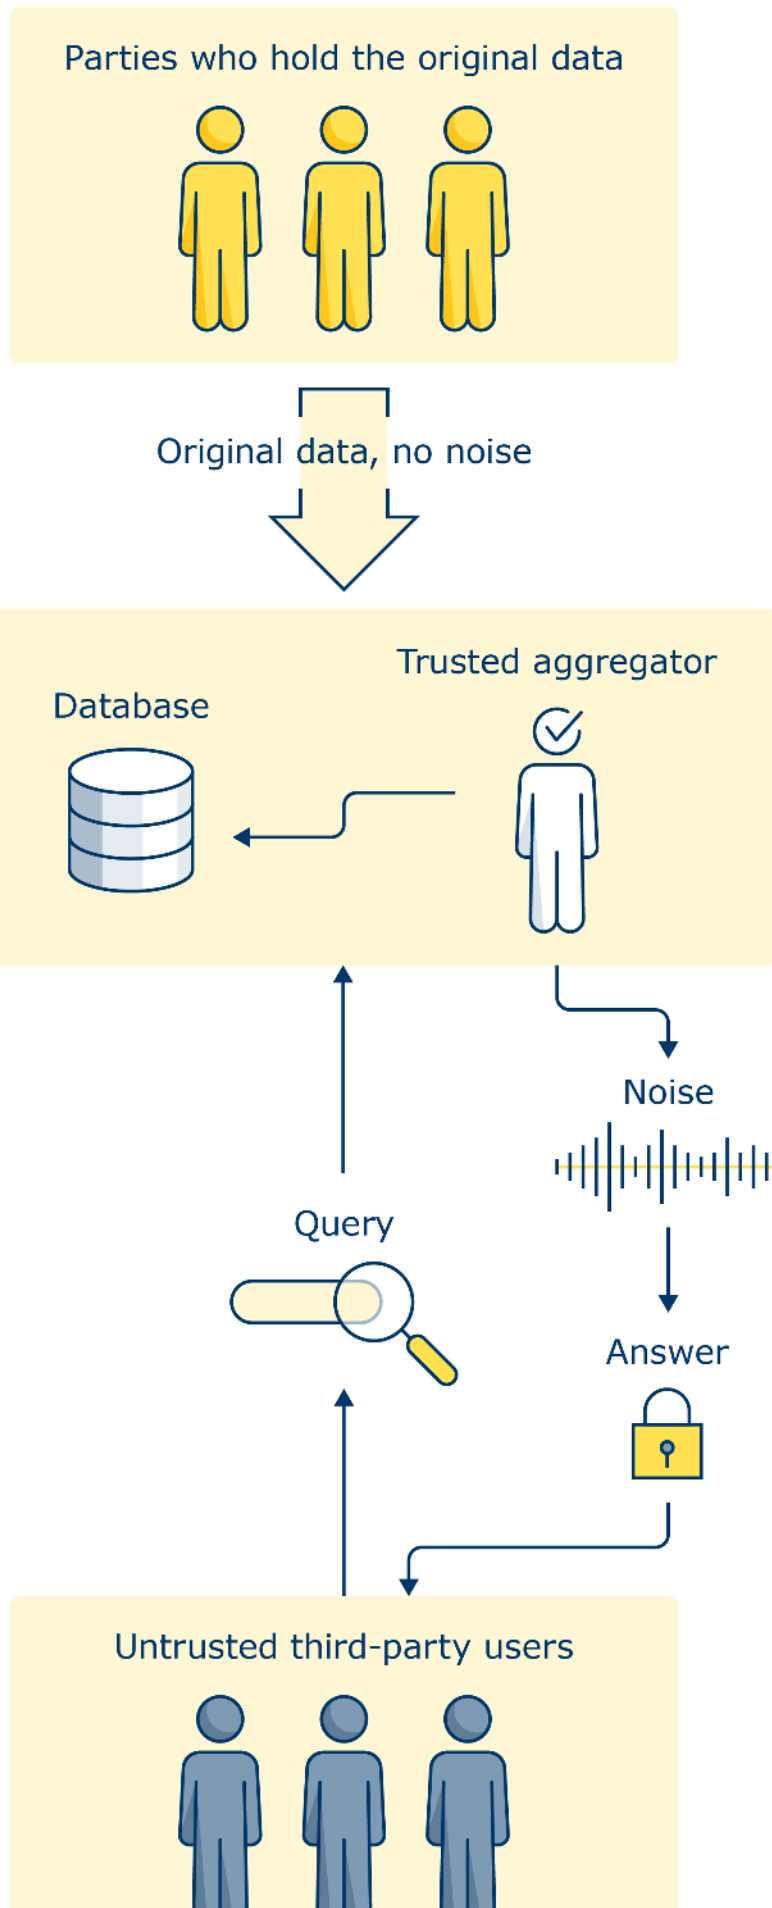 Parties who hold the original data
Original data, no noise
Trusted aggregator
Database
Noise
Query
Answer
Untrusted third-party users